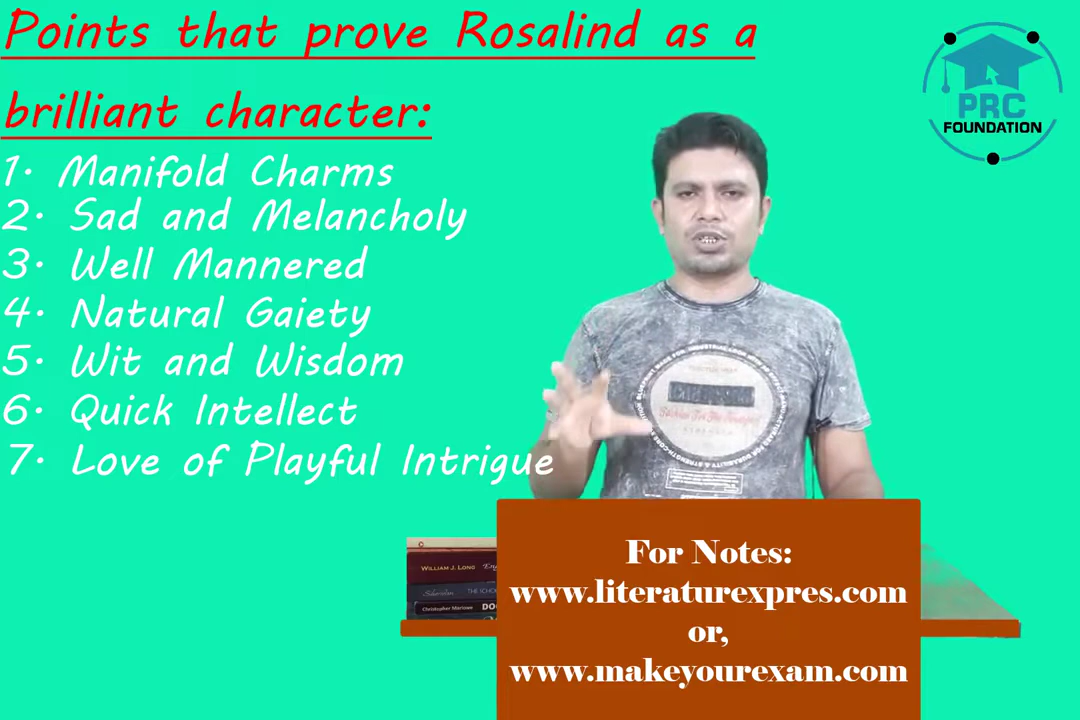 Points that prove Rosalind as a
brilliant character:
1. Manifold Charms
2. Sad and Melancholy
3. Well Mannered
4. Natural Gaiety
5. Wit and Wisdom
6. Quick Intellect
7. Love of Playful Intrigue
PRC
FOUNDATION
WILLIAM J. LONG
Sheridan
Christopher Marlowe
For Notes:
www.literaturexpres.com
or,
www.makeyourexam.com